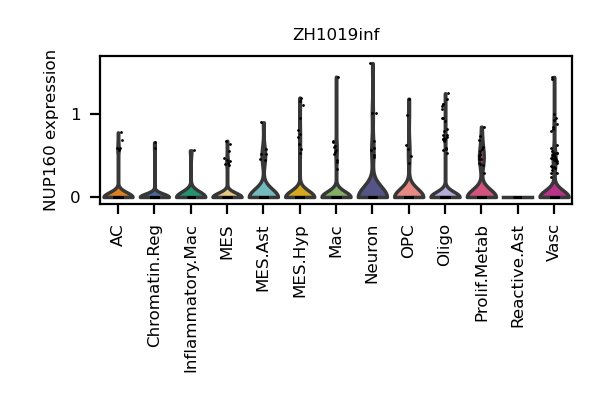 ZH1019inf
NUP160 expression
1
0
AC
Chromatin.Reg
Inflammatory.Mac
MES
MES.Ast
MES.Hyp
Mac
Neuron
OPC
Oligo
Prolif.Metab
Reactive.Ast
Vasc